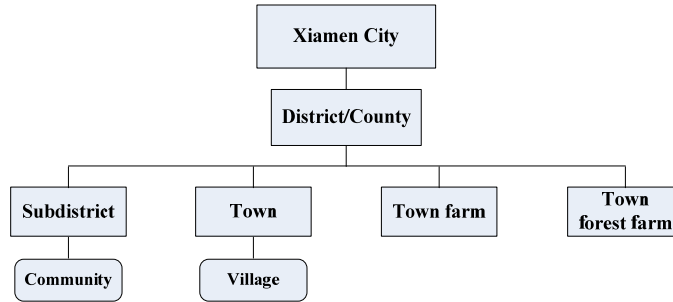 Xiamen City
District/County
Subdistrict
Town
Town farm
Town
forest farm
Community
Village